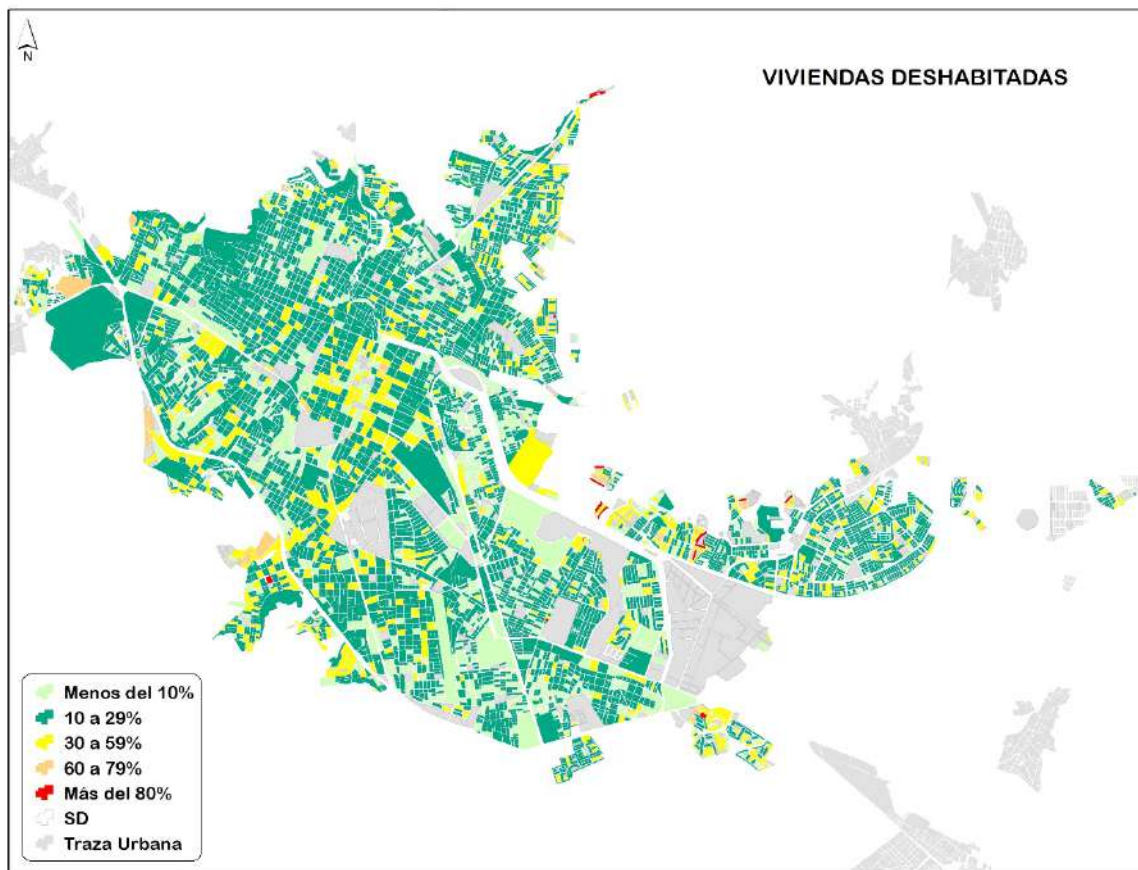 N
VIVIENDAS DESHABITADAS
Menos del 10%
10 a 29%
30 a 59%
60 a 79%
Más del 80%
SD
Traza Urbana